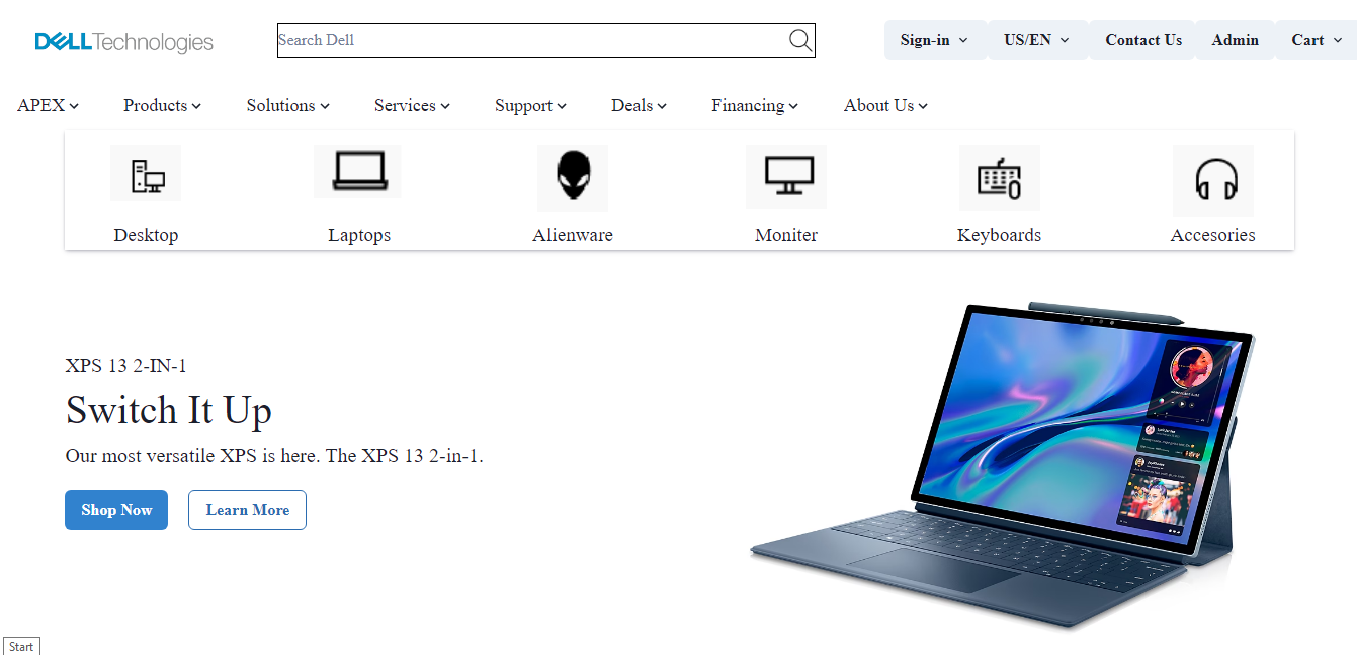 DELLTechnologies
Search Dell
Sign-in
US/EN
Contact Us
Admin
Cart
APEX
Products
Solutions
Services
Support
Deals
Financing
About Us
Desktop
Laptops
Alienware
Moniter
Keyboards
Accesories
XPS 13 2-IN-1
Switch It Up
Our most versatile XPS is here. The XPS 13 2-in-1.
Shop Now
Learn More
Start